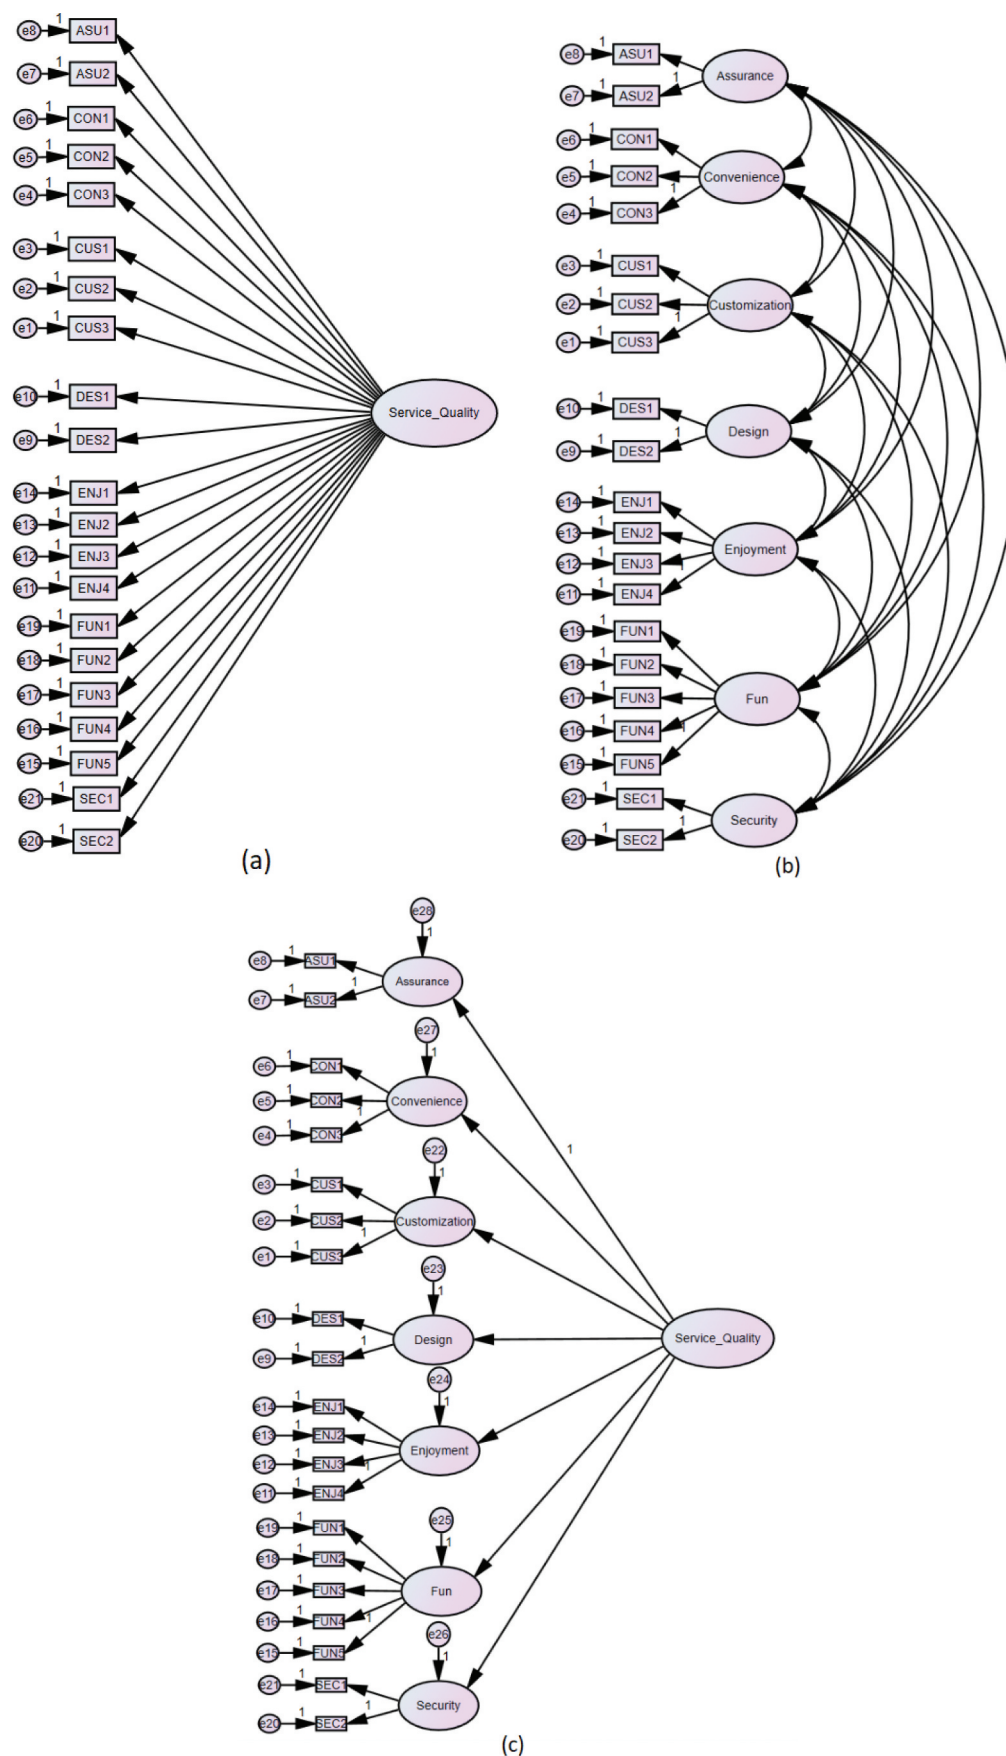 e8 1 ASU1
e7 1 ASU2
e6 1 CON1
e5 1 CON2
e4 1 CON3
e3 1 CUS1
e2 1 CUS2
e1 1 CUS3
e10 1 DES1
e9 1 DES2
e14 1 ENJ1
e13 1 ENJ2
e12 1 ENJ3
e11 1 ENJ4
e19 1 FUN1
e18 1 FUN2
e17 1 FUN3
e16 1 FUN4
e15 1 FUN5
e21 1 SEC1
e20 1 SEC2
Service_Quality
(a)
e8 1 ASU1
e7 1 ASU2 1
Assurance
e6 1 CON1
e5 1 CON2
e4 1 CON3 1
Convenience
e3 1 CUS1
e2 1 CUS2
e1 1 CUS3 1
Customization
e10 1 DES1
e9 1 DES2 1
Design
e14 1 ENJ1
e13 1 ENJ2
e12 1 ENJ3
e11 1 ENJ4 1
Enjoyment
e19 1 FUN1
e18 1 FUN2
e17 1 FUN3
e16 1 FUN4
e15 1 FUN5 1
Fun
e21 1 SEC1
e20 1 SEC2 1
Security
(b)
e28 1
e8 1 ASU1
e7 1 ASU2 1
Assurance
e27 1
e6 1 CON1
e5 1 CON2
e4 1 CON3 1
Convenience
e22 1
e3 1 CUS1
e2 1 CUS2
e1 1 CUS3 1
Customization
e23 1
e10 1 DES1
e9 1 DES2 1
Design
e24 1
e14 1 ENJ1
e13 1 ENJ2
e12 1 ENJ3
e11 1 ENJ4 1
Enjoyment
e25 1
e19 1 FUN1
e18 1 FUN2
e17 1 FUN3
e16 1 FUN4
e15 1 FUN5 1
Fun
e26 1
e21 1 SEC1
e20 1 SEC2 1
Security
1
Service_Quality
(c)